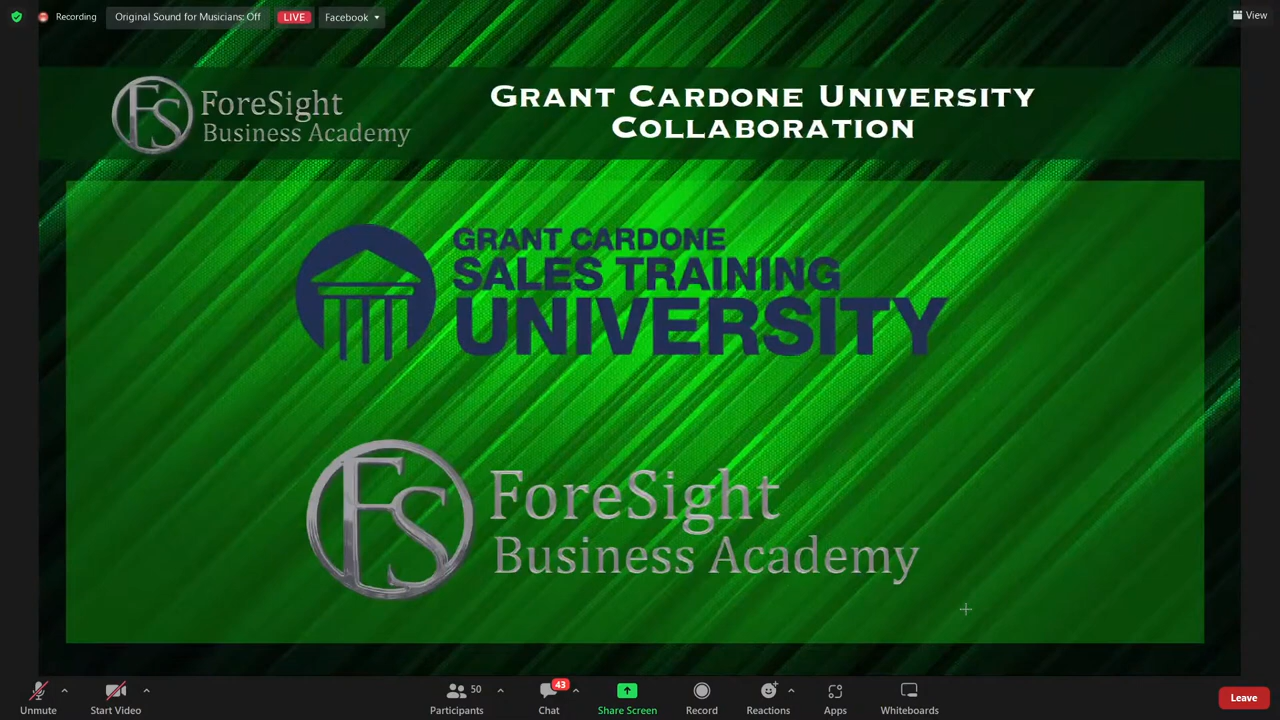 Recording
Original Sound for Musicians: Off
LIVE
Facebook
View
FS
ForeSight
Business Academy
GRANT CARDONE UNIVERSITY
COLLABORATION
GRANT CARDONE
SALES TRAINING
UNIVERSITY
FS
ForeSight
Business Academy
Unmute
Start Video
50
Participants
43
Chat
Share Screen
Record
Reactions
Apps
Whiteboards
Leave